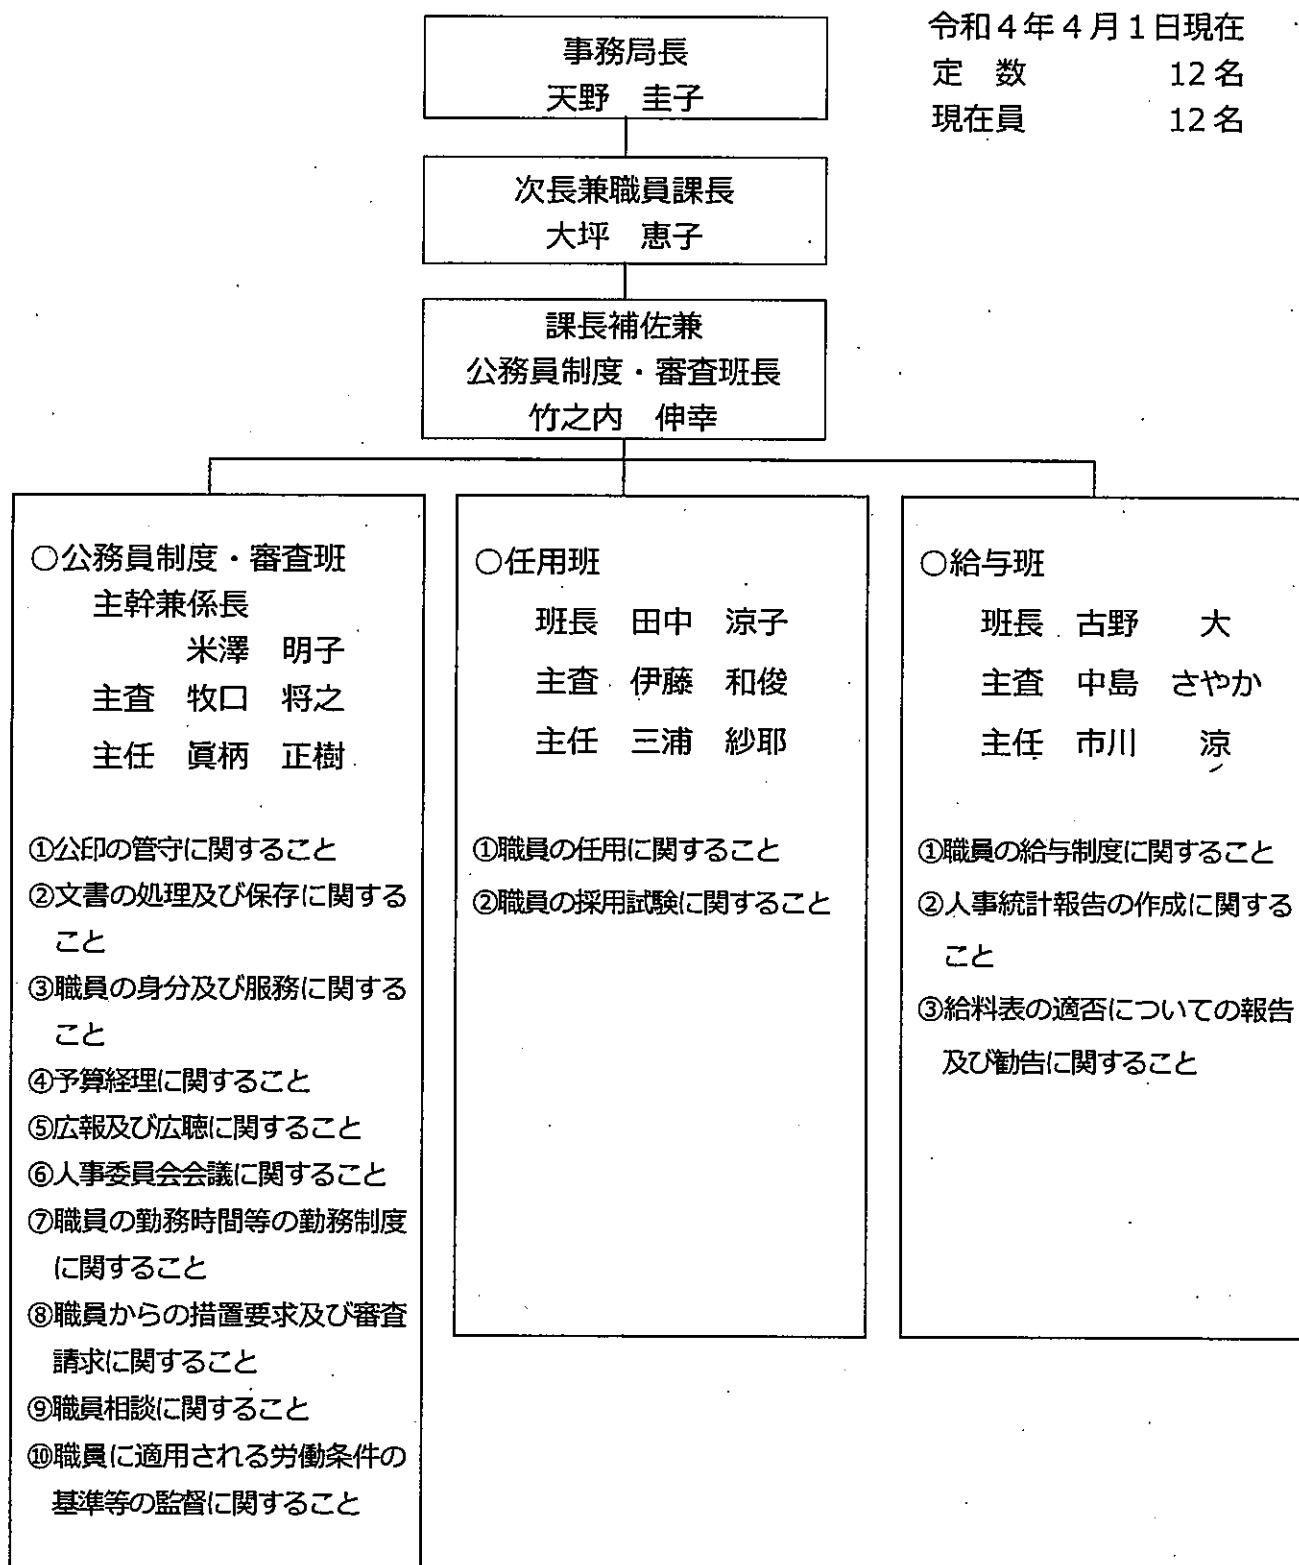 令和4年4月1日現在
定　数　12名
現在員　12名
事務局長
天野　圭子
次長兼職員課長
大坪　恵子
課長補佐兼
公務員制度・審査班長
竹之内　伸幸
○公務員制度・審査班
主幹兼係長
米澤　明子
主査　牧口　将之
主任　眞柄　正樹
①公印の管守に関すること
②文書の処理及び保存に関する
こと
③職員の身分及び服務に関する
こと
④予算経理に関すること
⑤広報及び広聴に関すること
⑥人事委員会会議に関すること
⑦職員の勤務時間等の勤務制度
に関すること
⑧職員からの措置要求及び審査
請求に関すること
⑨職員相談に関すること
⑩職員に適用される労働条件の
基準等の監督に関すること
○任用班
班長　田中　涼子
主査　伊藤　和俊
主任　三浦　紗耶
①職員の任用に関すること
②職員の採用試験に関すること
○給与班
班長　古野　大
主査　中島　さやか
主任　市川　涼
①職員の給与制度に関すること
②人事統計報告の作成に関する
こと
③給料表の適否についての報告
及び勧告に関すること